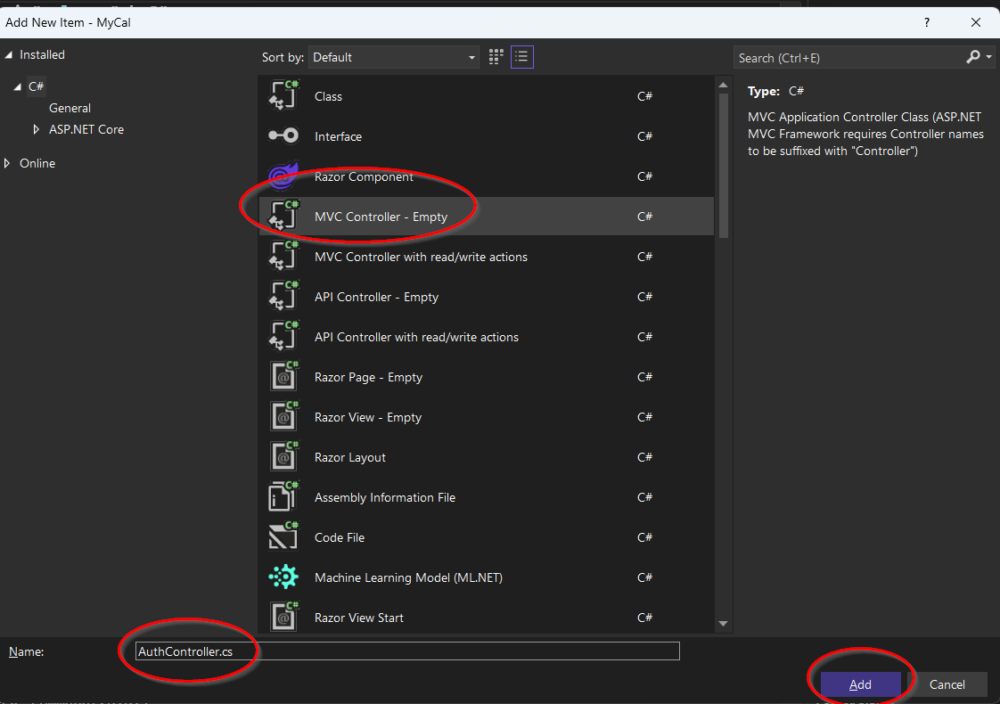 Add New Item - MyCal
?
Installed
C#
General
ASP.NET Core
Online
Sort by: Default
Class C#
Interface C#
Razor Component C#
MVC Controller - Empty C#
MVC Controller with read/write actions C#
API Controller - Empty C#
API Controller with read/write actions C#
Razor Page - Empty C#
Razor View - Empty C#
Razor Layout C#
Assembly Information File C#
Code File C#
Machine Learning Model (ML.NET) C#
Razor View Start C#
Search (Ctrl+E)
Type: C#
MVC Application Controller Class (ASP.NET
MVC Framework requires Controller names
to be suffixed with "Controller")
Name: AuthController.cs
Add Cancel